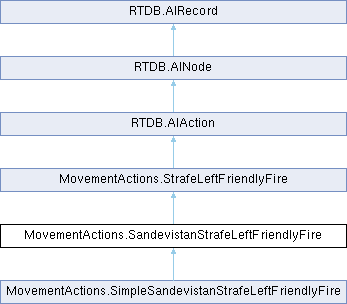 RTDB.AIRecord
RTDB.AINode
RTDB.AIAction
MovementActions.StrafeLeftFriendlyFire
MovementActions.SandevistanStrafeLeftFriendlyFire
MovementActions.SimpleSandevistanStrafeLeftFriendlyFire